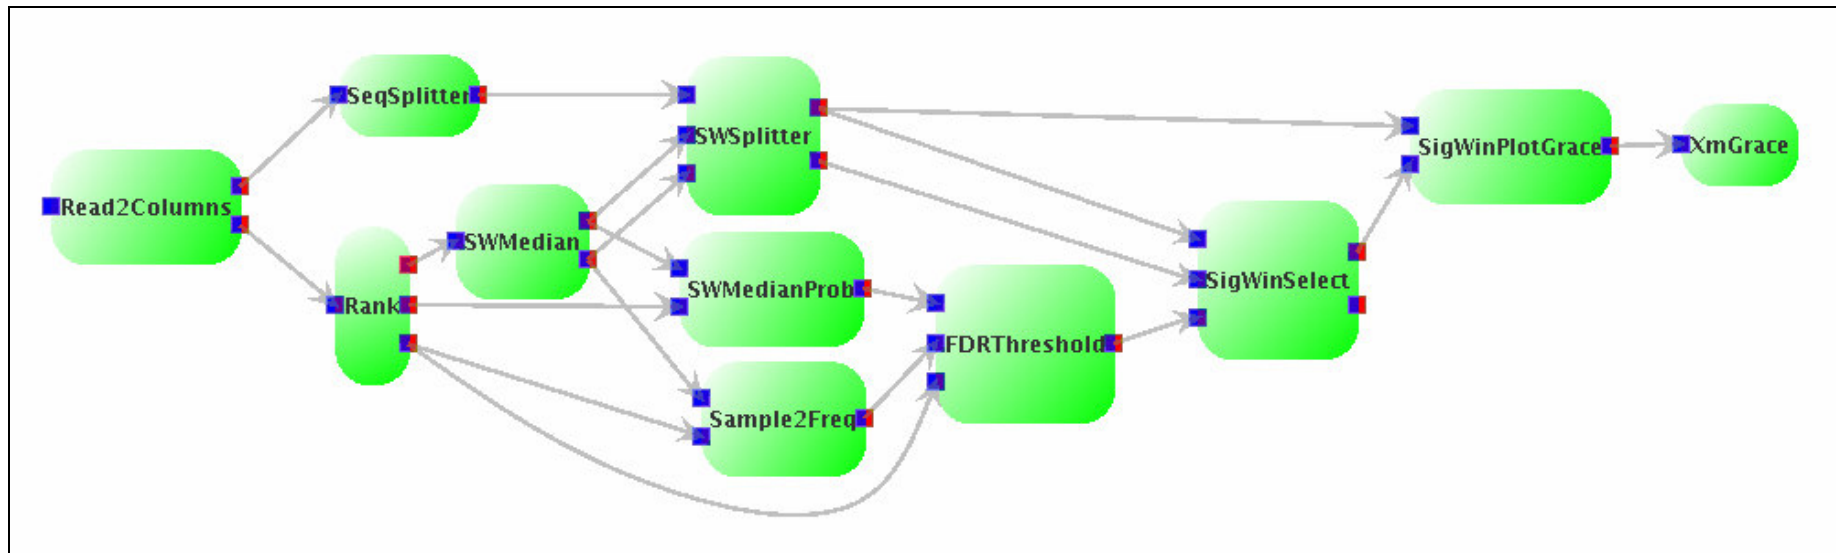 SeqSplitter
SWSplitter
SigWinPlotGrace
XmGrace
Read2Columns
SWMedian
SWMedianProb
SigWinSelect
Rank
FDRThreshold
Sample2Freq